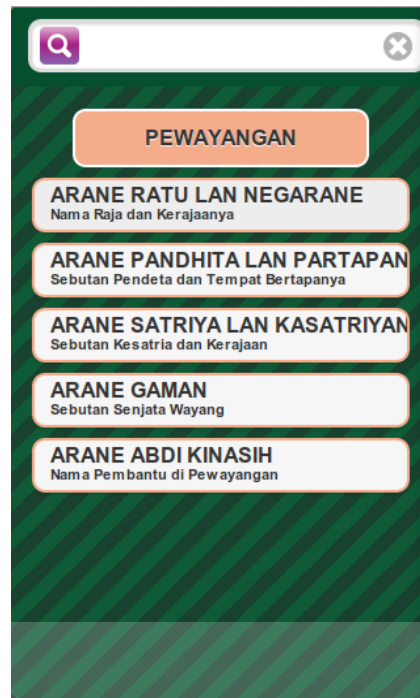 PEWAYANGAN
ARANE RATU LAN NEGARANE
Nama Raja dan Kerajaanya
ARANE PANDHITA LAN PARTAPAN
Sebutan Pendeta dan Tempat Bertapanya
ARANE SATRIYA LAN KASATRIYAN
Sebutan Kesatria dan Kerajaan
ARANE GAMAN
Sebutan Senjata Wayang
ARANE ABDI KINASIH
Nama Pembantu di Pewayangan